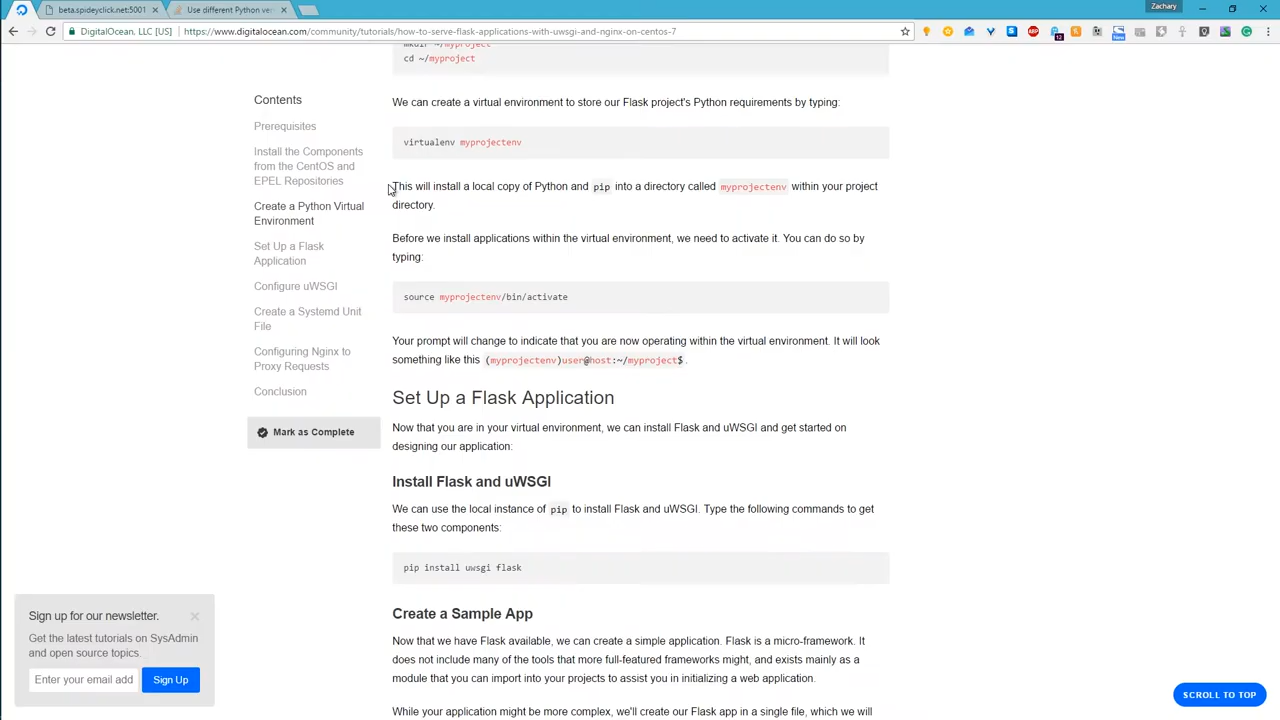 beta.spideyclick.net:5001
Use different Python ver
Zachary
DigitalOcean, LLC [US]
https://www.digitalocean.com/community/tutorials/how-to-serve-flask-applications-with-uwsgi-and-nginx-on-centos-7
12
New
mkdir ~/myproject
cd ~/myproject
Contents
Prerequisites
Install the Components
from the CentOS and
EPEL Repositories
Create a Python Virtual
Environment
Set Up a Flask
Application
Configure uWSGI
Create a Systemd Unit
File
Configuring Nginx to
Proxy Requests
Conclusion
Mark as Complete
We can create a virtual environment to store our Flask project's Python requirements by typing:
virtualenv myprojectenv
This will install a local copy of Python and pip into a directory called myprojectenv within your project
directory.
Before we install applications within the virtual environment, we need to activate it. You can do so by
typing:
source myprojectenv/bin/activate
Your prompt will change to indicate that you are now operating within the virtual environment. It will look
something like this (myprojectenv)user@host:~/myproject$ .
Set Up a Flask Application
Now that you are in your virtual environment, we can install Flask and uWSGI and get started on
designing our application:
Install Flask and uWSGI
We can use the local instance of pip to install Flask and uWSGI. Type the following commands to get
these two components:
pip install uwsgi flask
Create a Sample App
Now that we have Flask available, we can create a simple application. Flask is a micro-framework. It
does not include many of the tools that more full-featured frameworks might, and exists mainly as a
module that you can import into your projects to assist you in initializing a web application.
While your application might be more complex, we'll create our Flask app in a single file, which we will
Sign up for our newsletter.
Get the latest tutorials on SysAdmin
and open source topics.
Enter your email add
Sign Up
SCROLL TO TOP